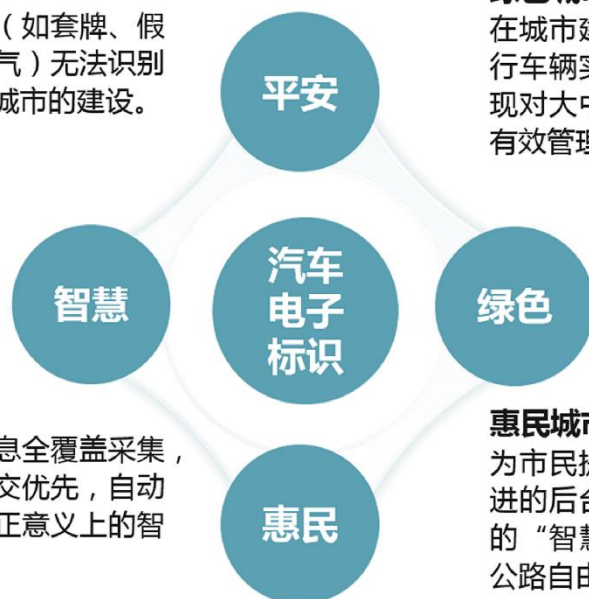 （如套牌、假
气）无法识别
城市的建设。
平安
在城市建
行车辆实
现对大中
有效管理
智慧
汽车
电子
标识
绿色
息全覆盖采集，
交优先，自动
正意义上的智
惠民
惠民城市
为市民提
进的后台
的“智慧
公路自由